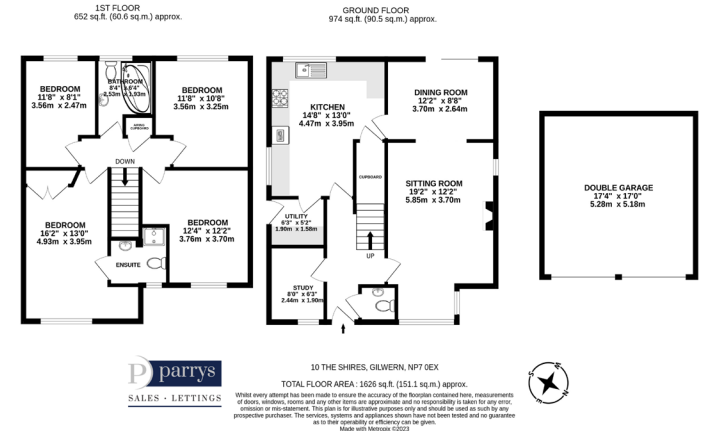 1ST FLOOR
652 sq.ft. (60.6 sq.m.) approx.
GROUND FLOOR
974 sq.ft. (90.5 sq.m.) approx.
BEDROOM
11'8" x 8'1"
3.56m x 2.47m
BATHROOM
8'4" x 6'4"
2.53m x 1.93m
BEDROOM
11'8" x 10'8"
3.56m x 3.25m
AIRING
CUPBOARD
DOWN
BEDROOM
16'2" x 13'0"
4.93m x 3.95m
BEDROOM
12'4" x 12'2"
3.76m x 3.70m
ENSUITE
KITCHEN
14'8" x 13'0"
4.47m x 3.95m
DINING ROOM
12'2" x 8'8"
3.70m x 2.64m
CUPBOARD
SITTING ROOM
19'2" x 12'2"
5.85m x 3.70m
UTILITY
6'3" x 5'2"
1.90m x 1.58m
UP
STUDY
8'0" x 6'3"
2.44m x 1.90m
DOUBLE GARAGE
17'4" x 17'0"
5.28m x 5.18m
P parrys
SALES • LETTINGS
10 THE SHIRES, GILWERN, NP7 0EX
TOTAL FLOOR AREA : 1626 sq.ft. (151.1 sq.m.) approx.
Whilst every attempt has been made to ensure the accuracy of the floorplan contained here, measurements
of doors, windows, rooms and any other items are approximate and no responsibility is taken for any error,
omission or mis-statement. This plan is for illustrative purposes only and should be used as such by any
prospective purchaser. The services, systems and appliances shown have not been tested and no guarantee
as to their operability or efficiency can be given.
Made with Metropix ©2023
N
E
S
W